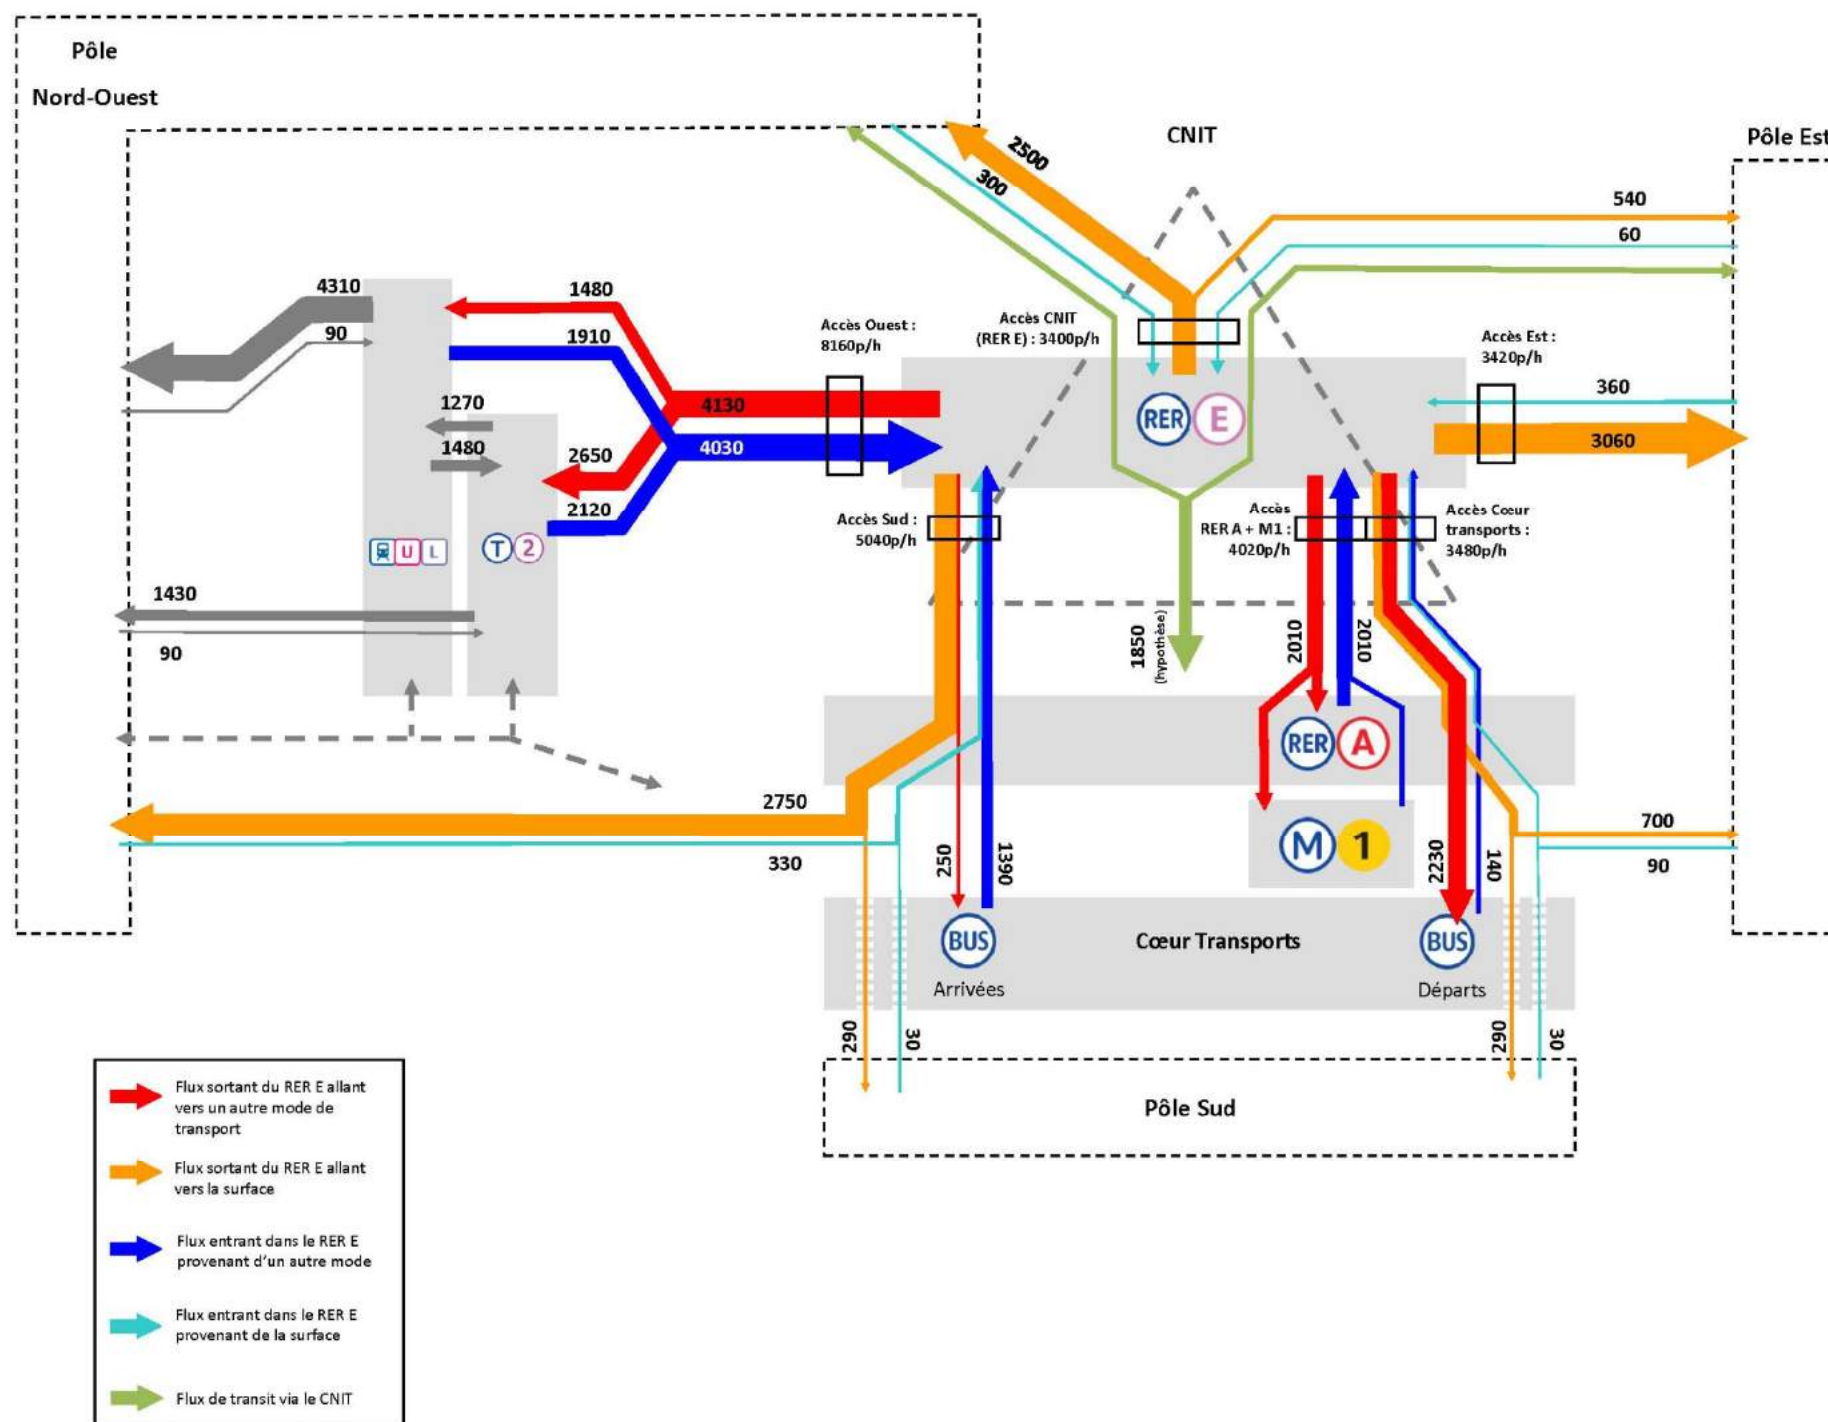 Pôle
Nord-Ouest
CNIT
Pôle Est
2500
300
540
60
4310
90
1480
1910
Accès Ouest :
8160p/h
Accès CNIT
(RER E) : 3400p/h
Accès Est :
3420p/h
360
3060
1270
1480
4130
4030
2650
2120
RER E
U L
T 2
Accès Sud :
5040p/h
Accès
RER A + M1 :
4020p/h
Accès Cœur
transports :
3480p/h
1430
90
1850
(hypothèse)
2010
2010
RER A
2750
330
250
1390
M 1
2230
140
700
90
BUS
Arrivées
Cœur Transports
BUS
Départs
260
30
290
30
Pôle Sud
Flux sortant du RER E allant
vers un autre mode de
transport
Flux sortant du RER E allant
vers la surface
Flux entrant dans le RER E
provenant d'un autre mode
Flux entrant dans le RER E
provenant de la surface
Flux de transit via le CNIT